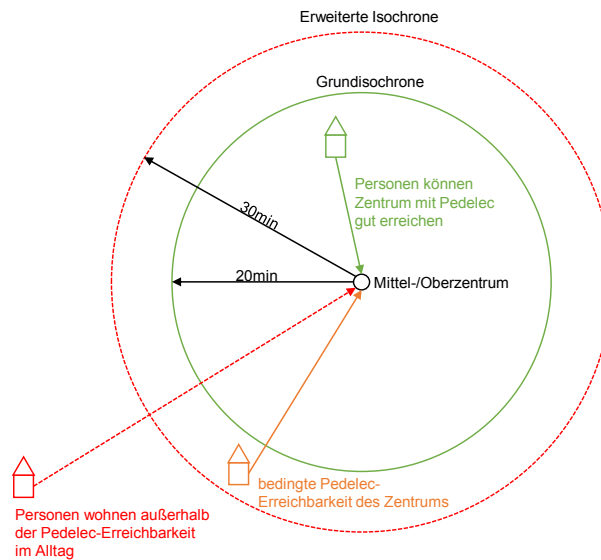 Erweiterte Isochrone
Grundisochrone
Personen können
Zentrum mit Pedelec
gut erreichen
30min
20min
Mittel-/Oberzentrum
bedingte Pedelec-
Erreichbarkeit des Zentrums
Personen wohnen außerhalb
der Pedelec-Erreichbarkeit
im Alltag